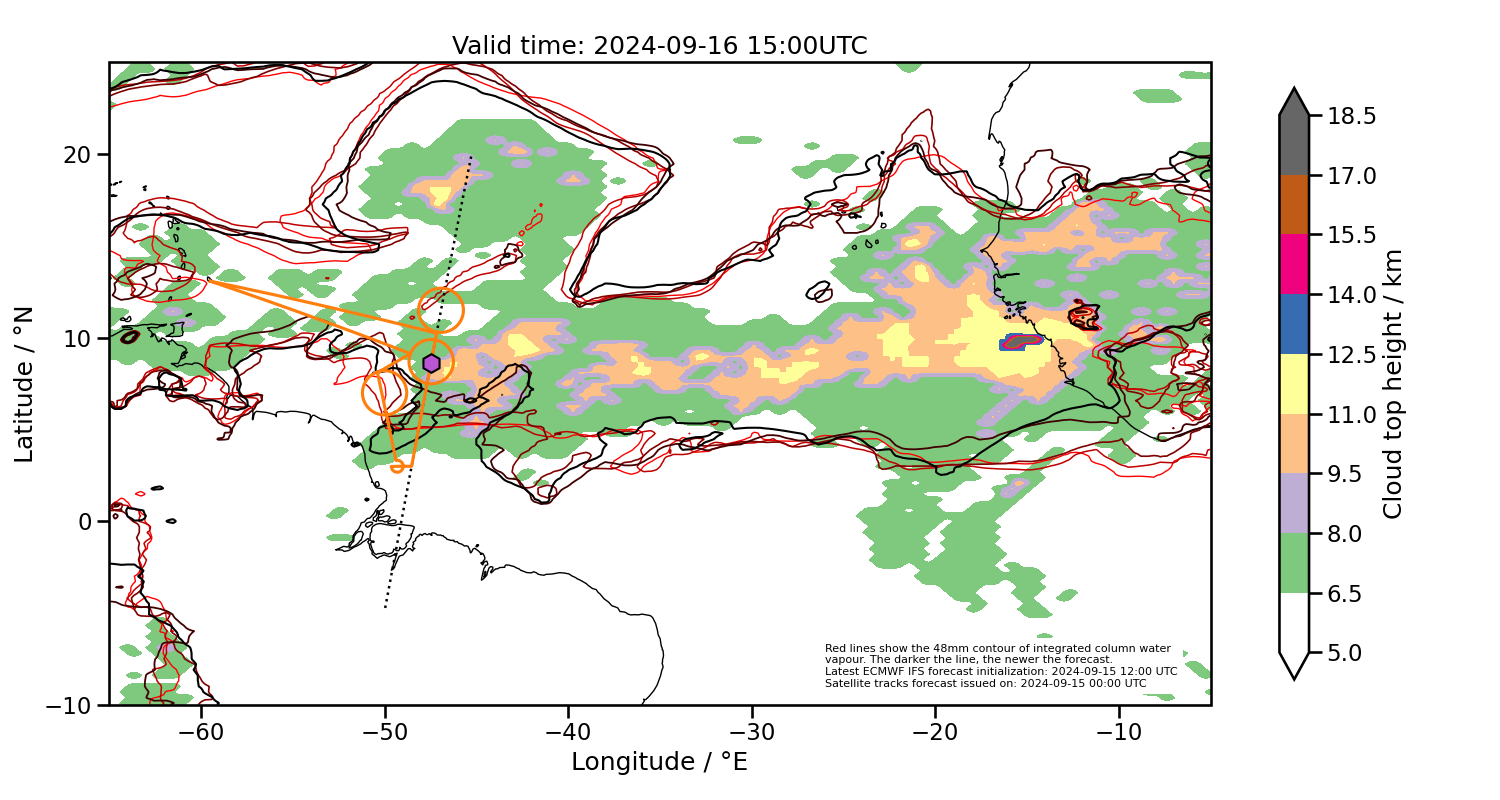 Valid time: 2024-09-16 15:00UTC
Latitude / °N
20
10
0
−10
−60
−50
−40
−30
−20
−10
Longitude / °E
Red lines show the 48mm contour of integrated column water
vapour. The darker the line, the newer the forecast.
Latest ECMWF IFS forecast initialization: 2024-09-15 12:00 UTC
Satellite tracks forecast issued on: 2024-09-15 00:00 UTC
18.5
17.0
15.5
14.0
12.5
11.0
9.5
8.0
6.5
5.0
Cloud top height / km